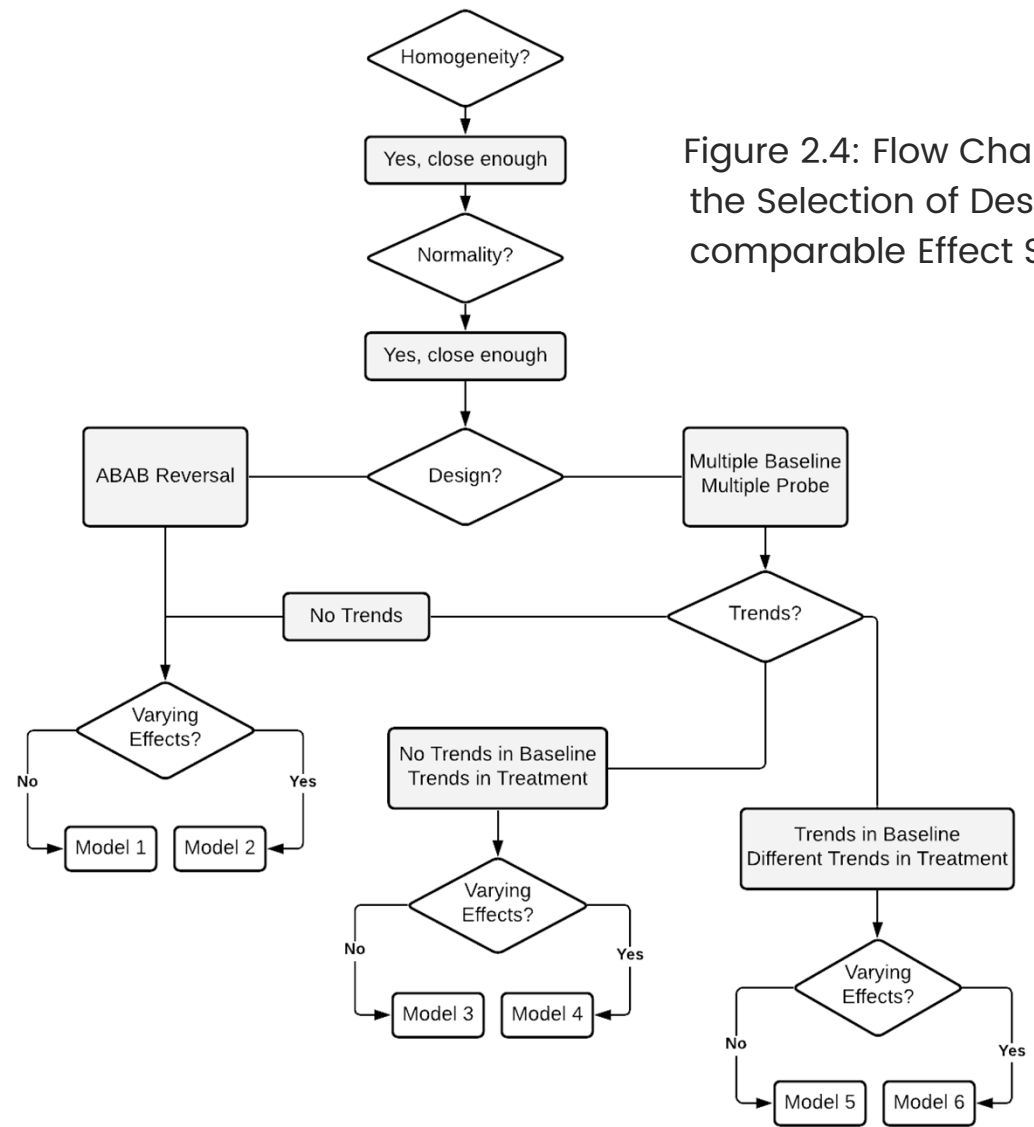 Homogeneity?
Yes, close enough
Figure 2.4: Flow Cha
the Selection of Des
comparable Effect S
Normality?
Yes, close enough
ABAB Reversal
Design?
Multiple Baseline
Multiple Probe
No Trends
Trends?
Varying
Effects?
No
Yes
Model 1
Model 2
No Trends in Baseline
Trends in Treatment
Varying
Effects?
No
Yes
Model 3
Model 4
Trends in Baseline
Different Trends in Treatment
Varying
Effects?
No
Yes
Model 5
Model 6